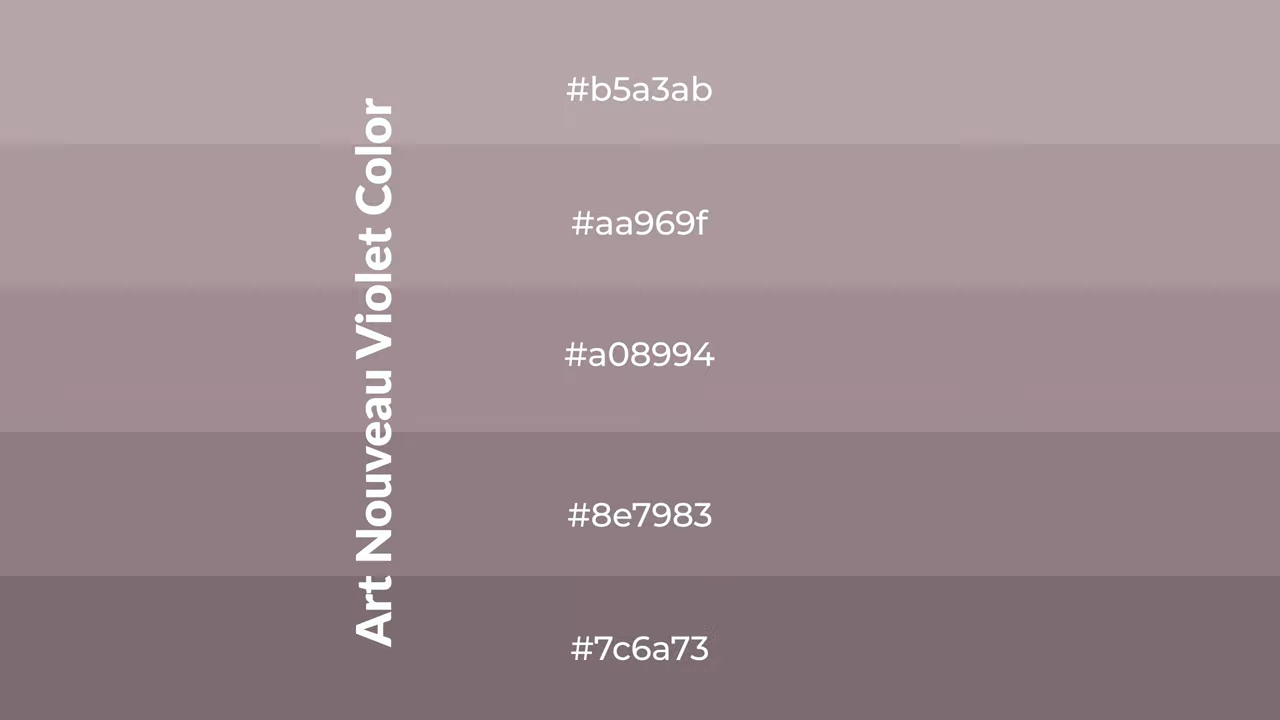 Art Nouveau Violet Color
#b5a3ab
#aa969f
#a08994
#8e7983
#7c6a73